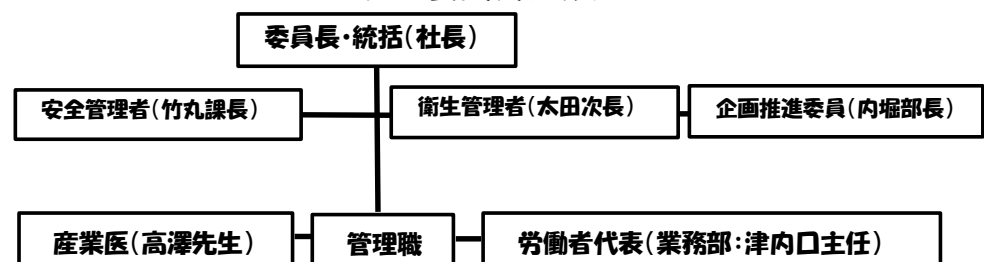 委員長・統括(社長)
安全管理者(竹丸課長)
衛生管理者(太田次長)
企画推進委員(内堀部長)
産業医(高澤先生)
管理職
労働者代表(業務部:津内口主任)